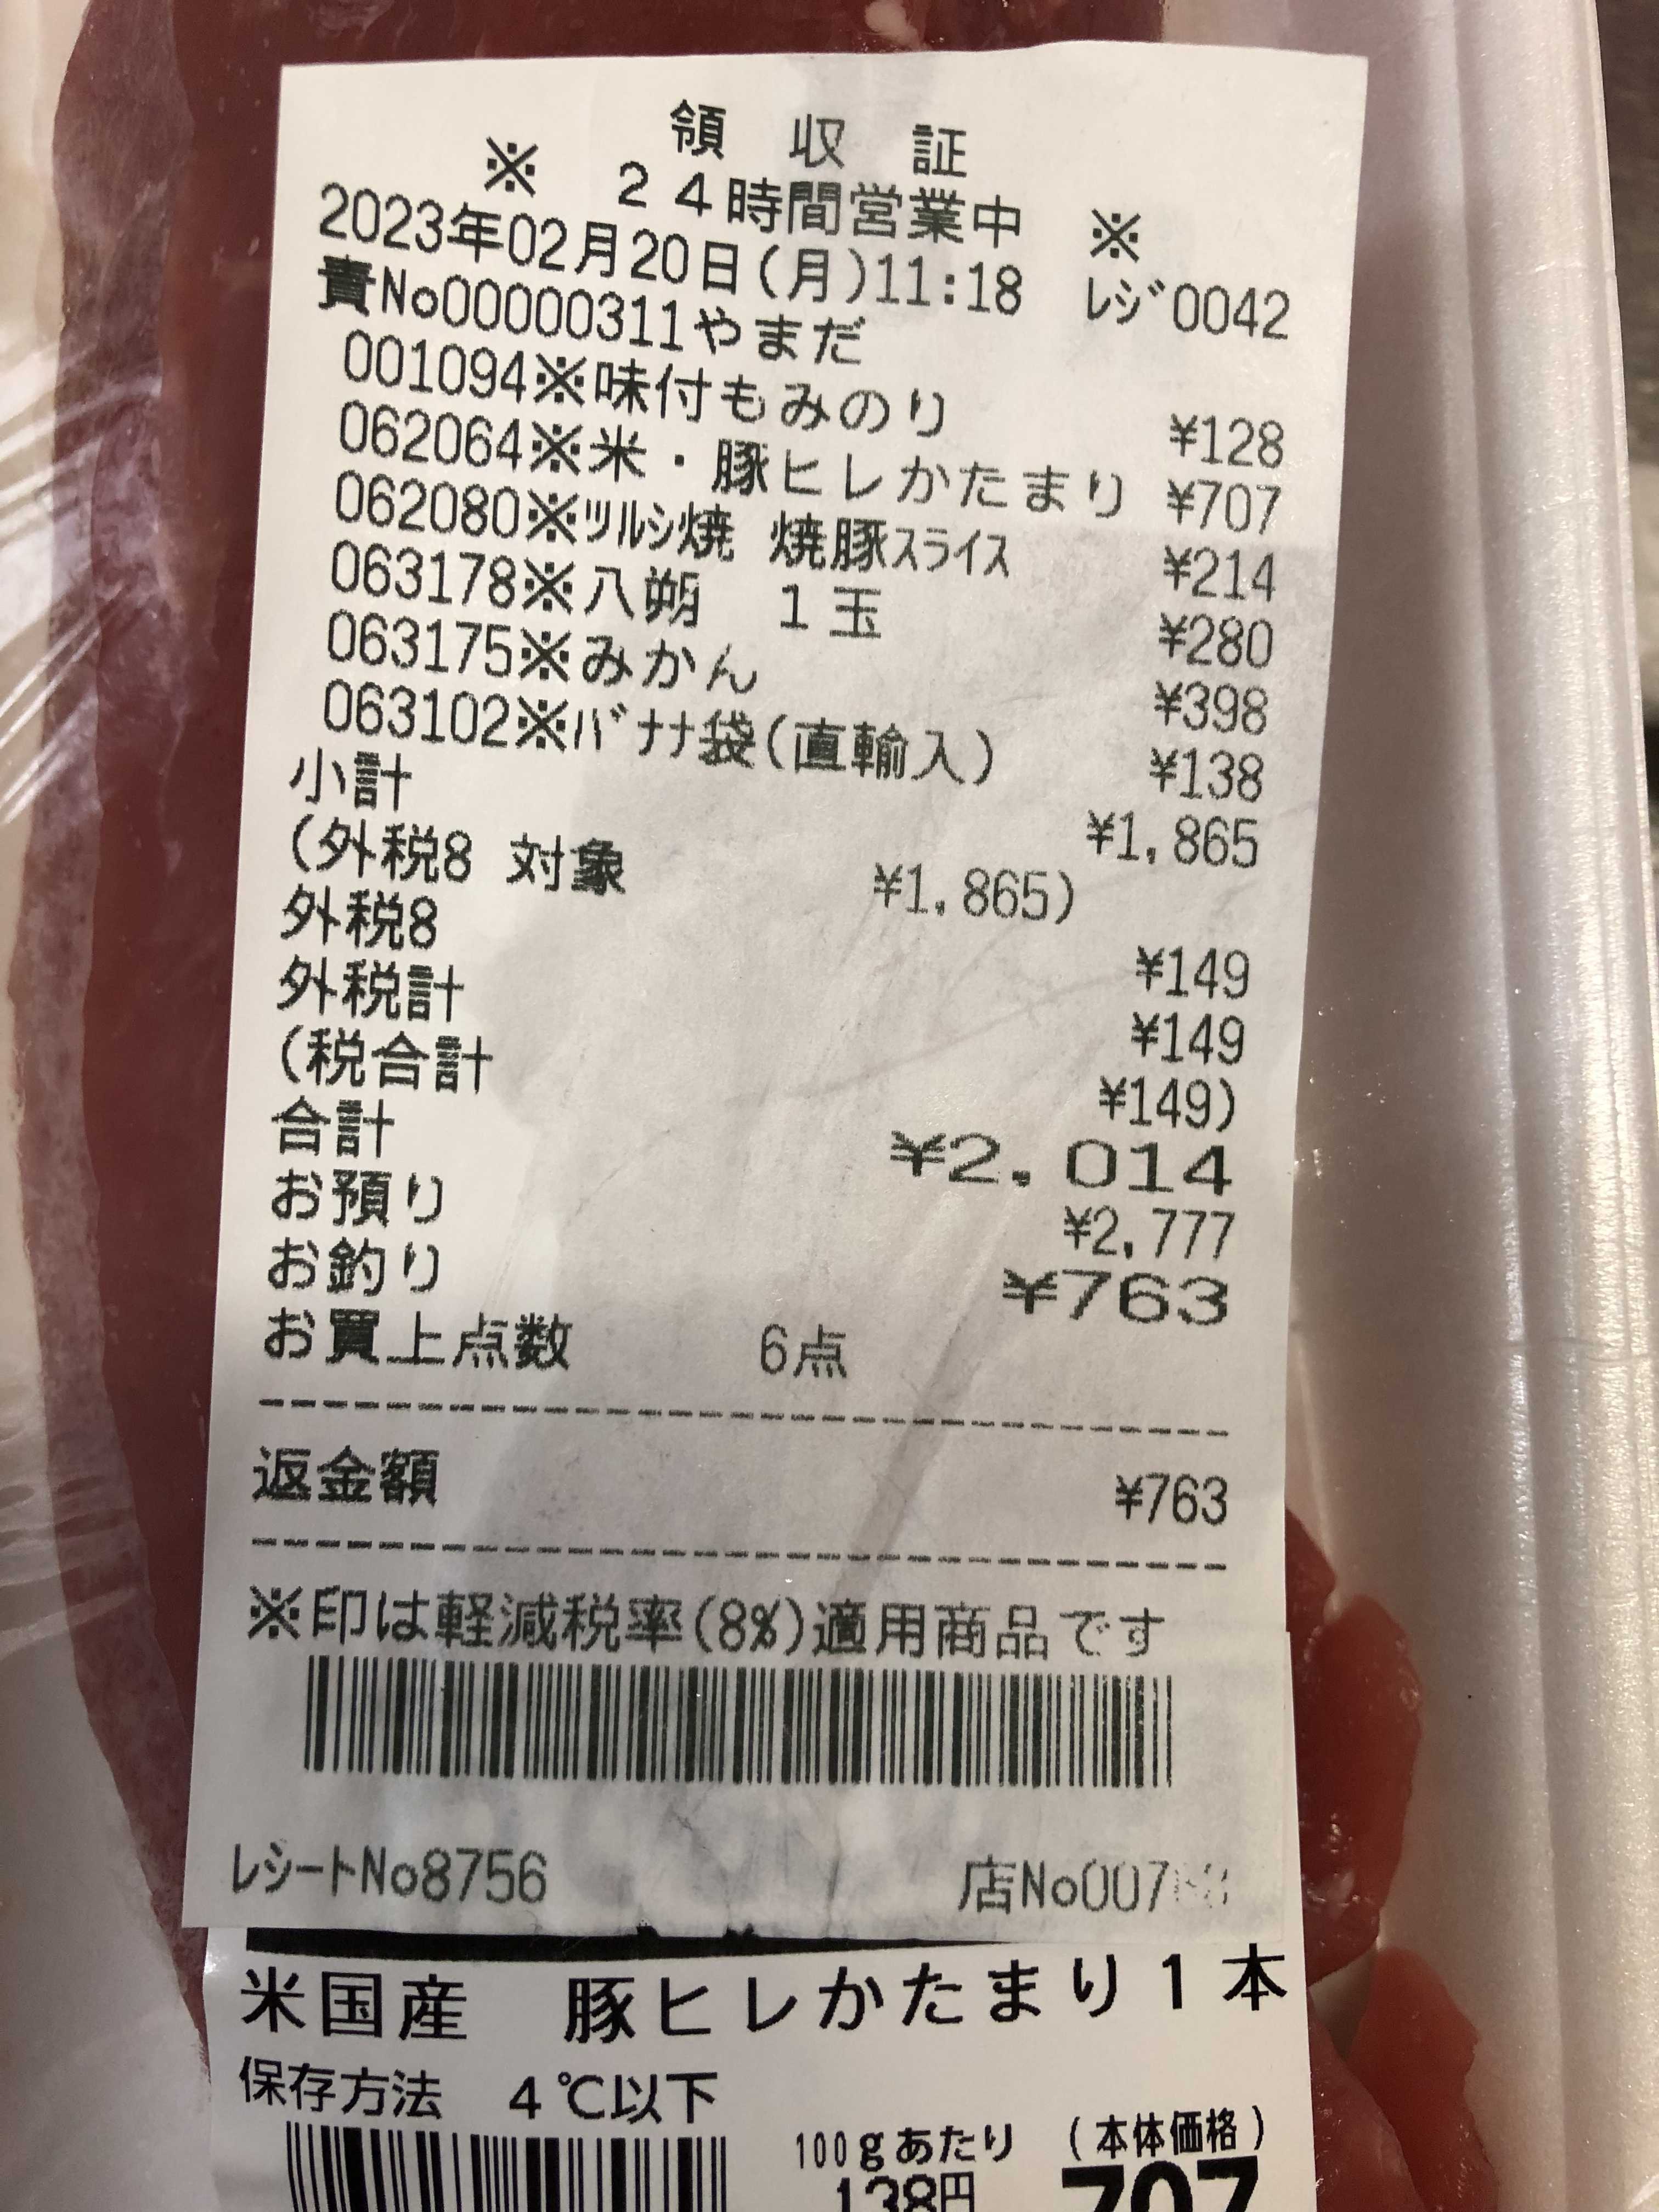 領 収 証
※ 24時間営業中 ※
2023年02月20日(月)11:18 ﾚｼﾞ0042
責No00000311やまだ
001094※味付もみのり ¥128
062064※米・豚ヒレかたまり ¥707
062080※ﾂﾙｼ焼 焼豚ｽﾗｲｽ ¥214
063178※八朔 1玉 ¥280
063175※みかん ¥398
063102※ﾊﾞﾅﾅ袋(直輸入) ¥138
小計 ¥1,865
(外税8 対象 ¥1,865)
外税8 ¥149
外税計 ¥149
(税合計 ¥149)
合計 ¥2,014
お預り ¥2,777
お釣り ¥763
お買上点数 6点
返金額 ¥763
※印は軽減税率(8%)適用商品です
ﾚｼｰﾄNo8756
米国産 豚ヒレかたまり1本
保存方法 4℃以下
100gあたり (本体価格)
138円 707